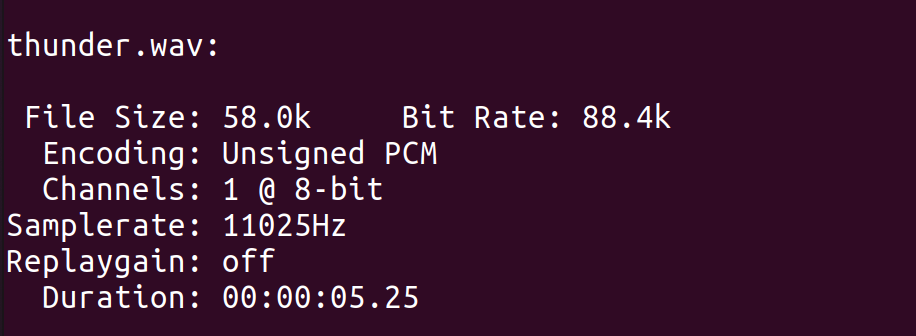 thunder.wav:
File Size: 58.0k     Bit Rate: 88.4k
Encoding: Unsigned PCM
Channels: 1 @ 8-bit
Samplerate: 11025Hz
Replaygain: off
Duration: 00:00:05.25